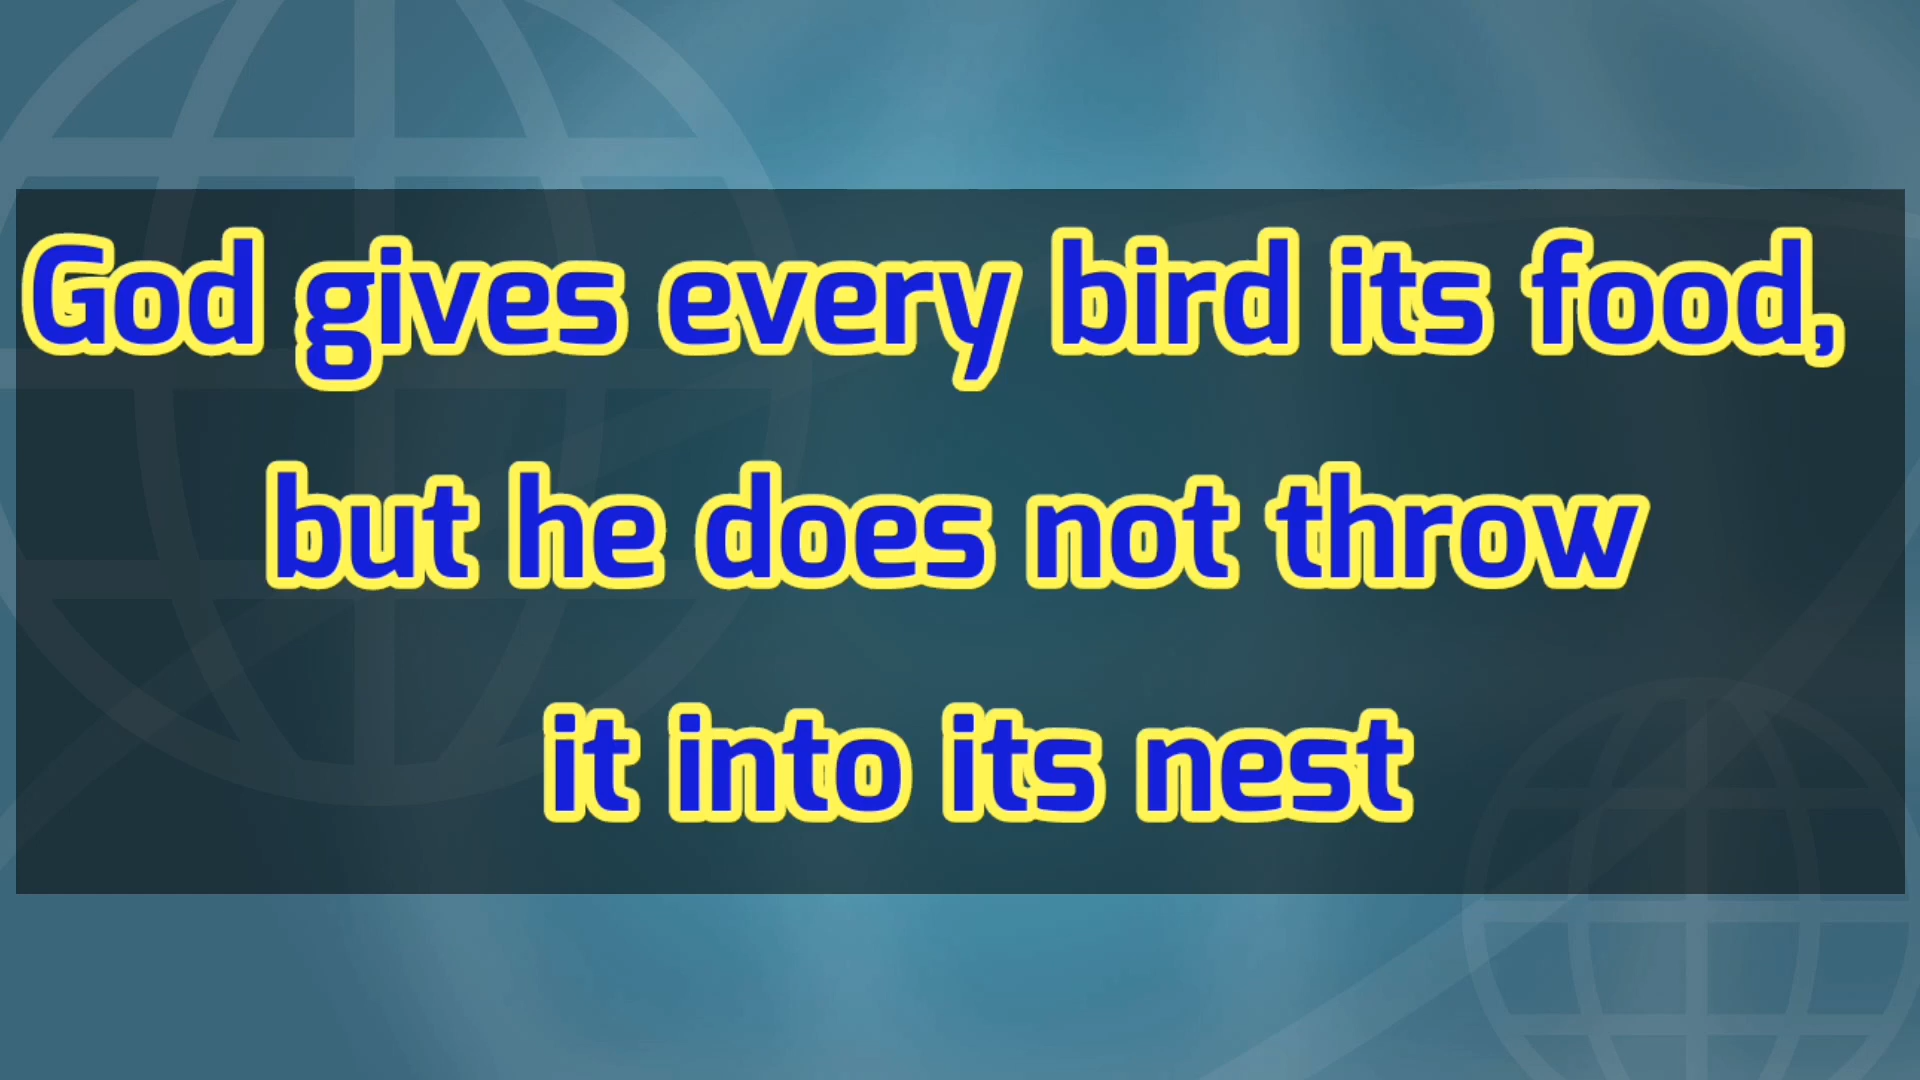 God gives every bird its food,
but he does not throw
it into its nest